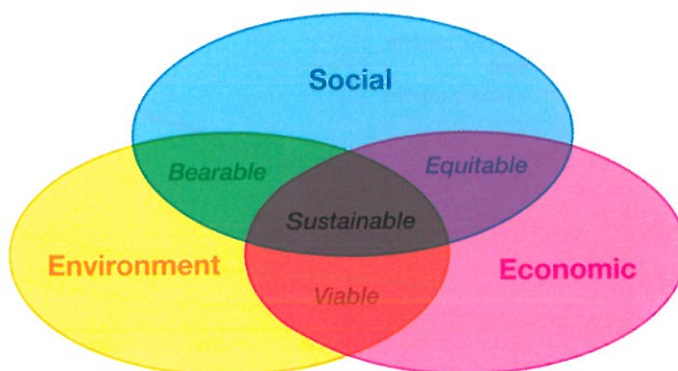 Social
Bearable
Equitable
Sustainable
Environment
Economic
Viable